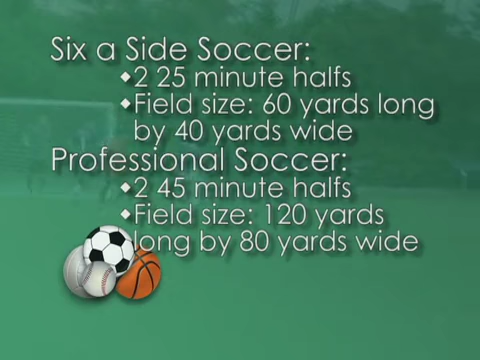 Six a Side Soccer:
◆2 25 minute halfs
◆Field size: 60 yards long
by 40 yards wide
Professional Soccer:
◆2 45 minute halfs
◆Field size: 120 yards
long by 80 yards wide